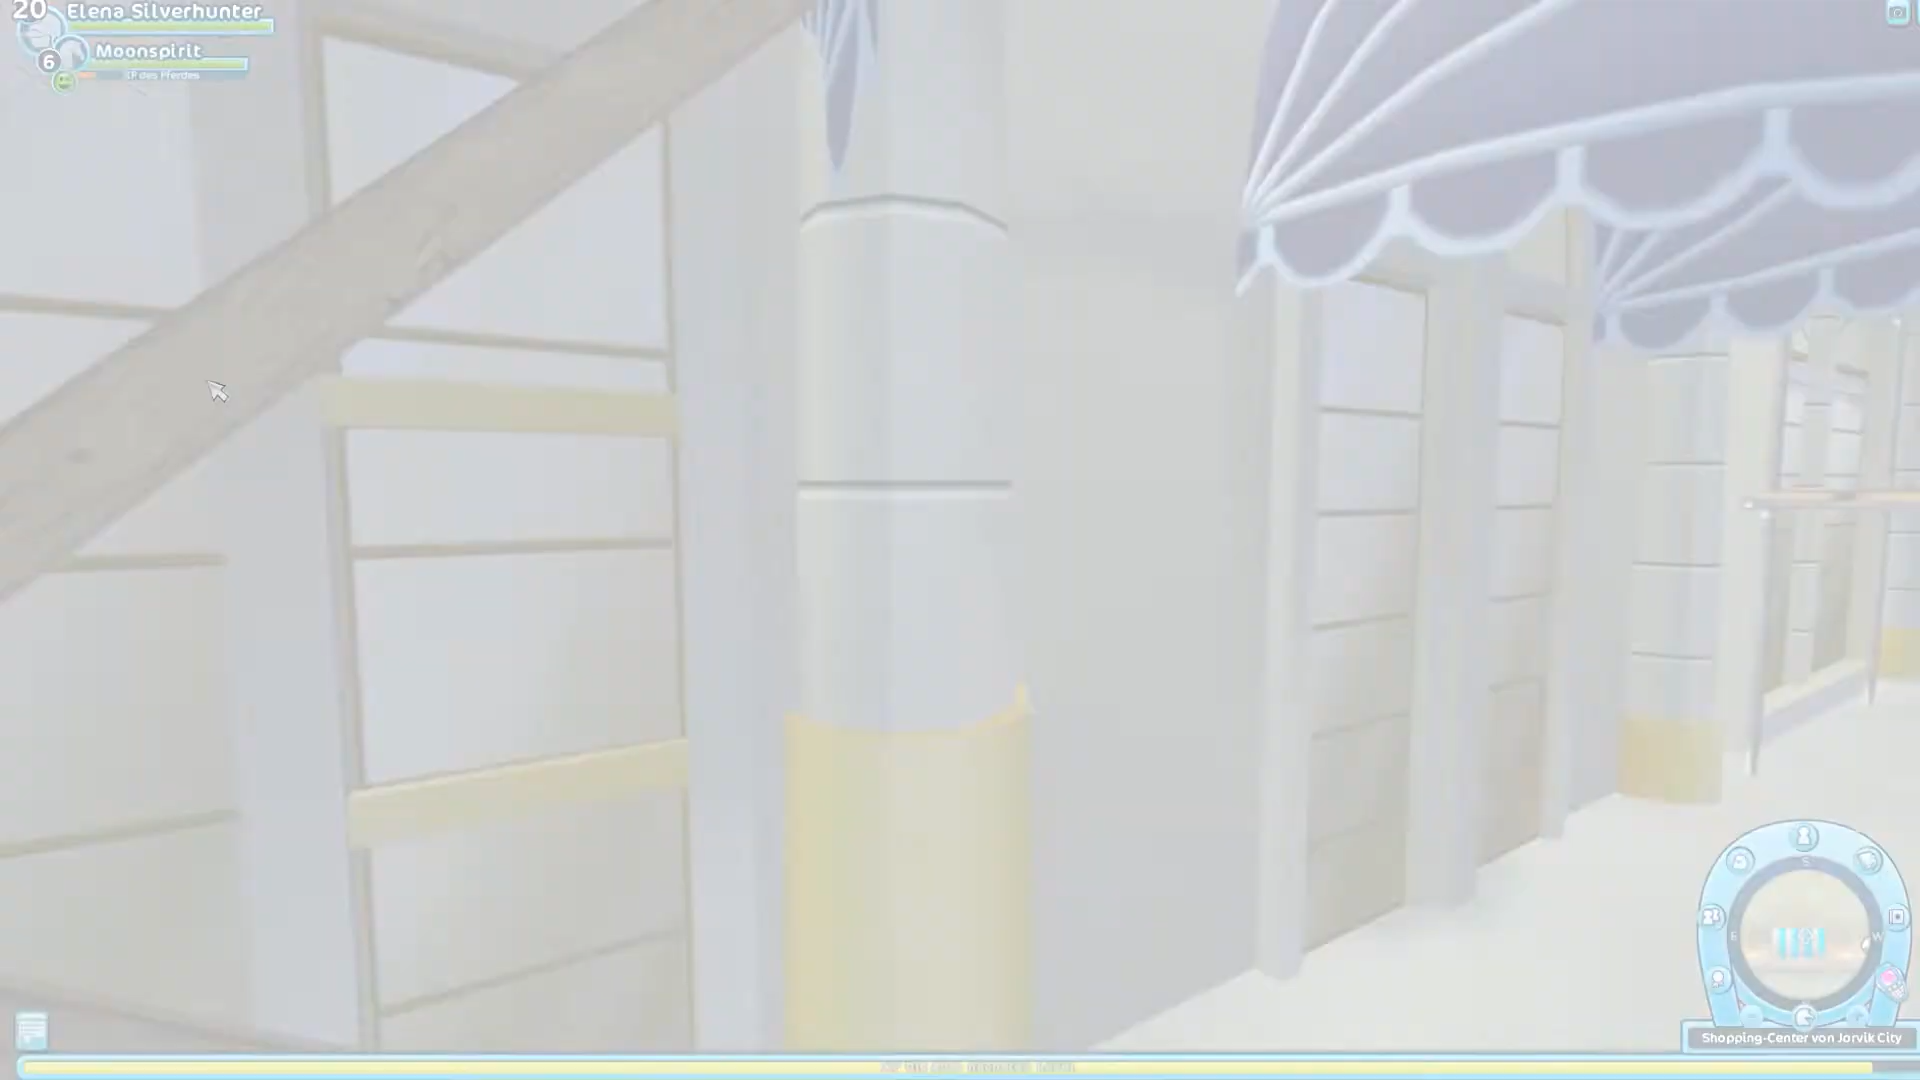 20
Elena Silverhunter
Moonspirit
6
EP des Pferdes
S
E
W
Shopping-Center von Jorvik City